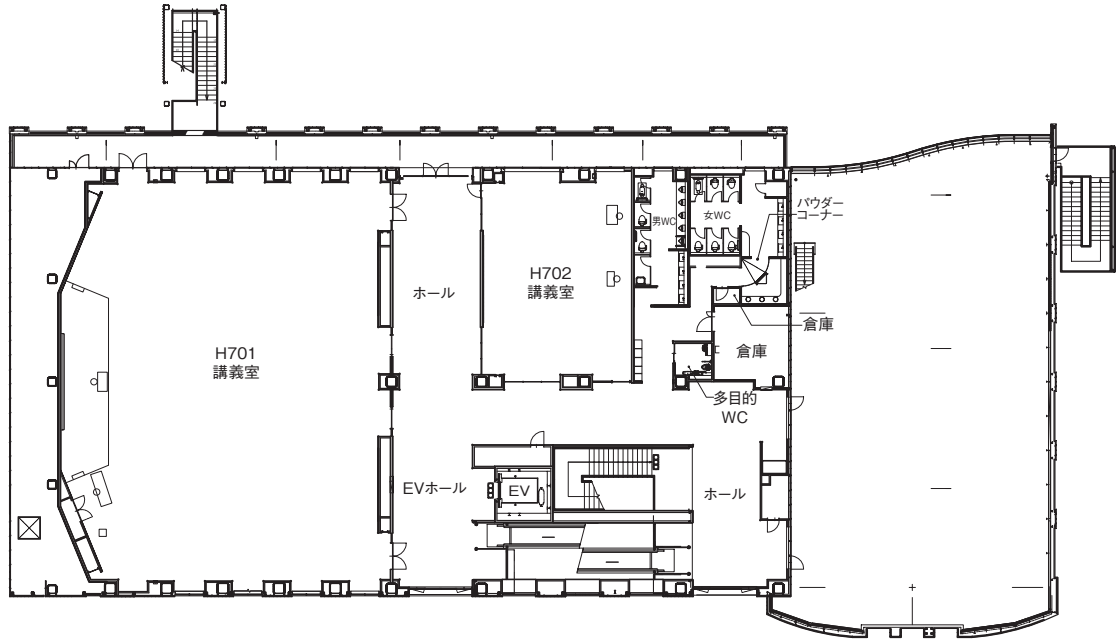 男WC
女WC
パウダー
コーナー
H702
講義室
ホール
倉庫
倉庫
H701
講義室
多目的
WC
EVホール
EV
ホール